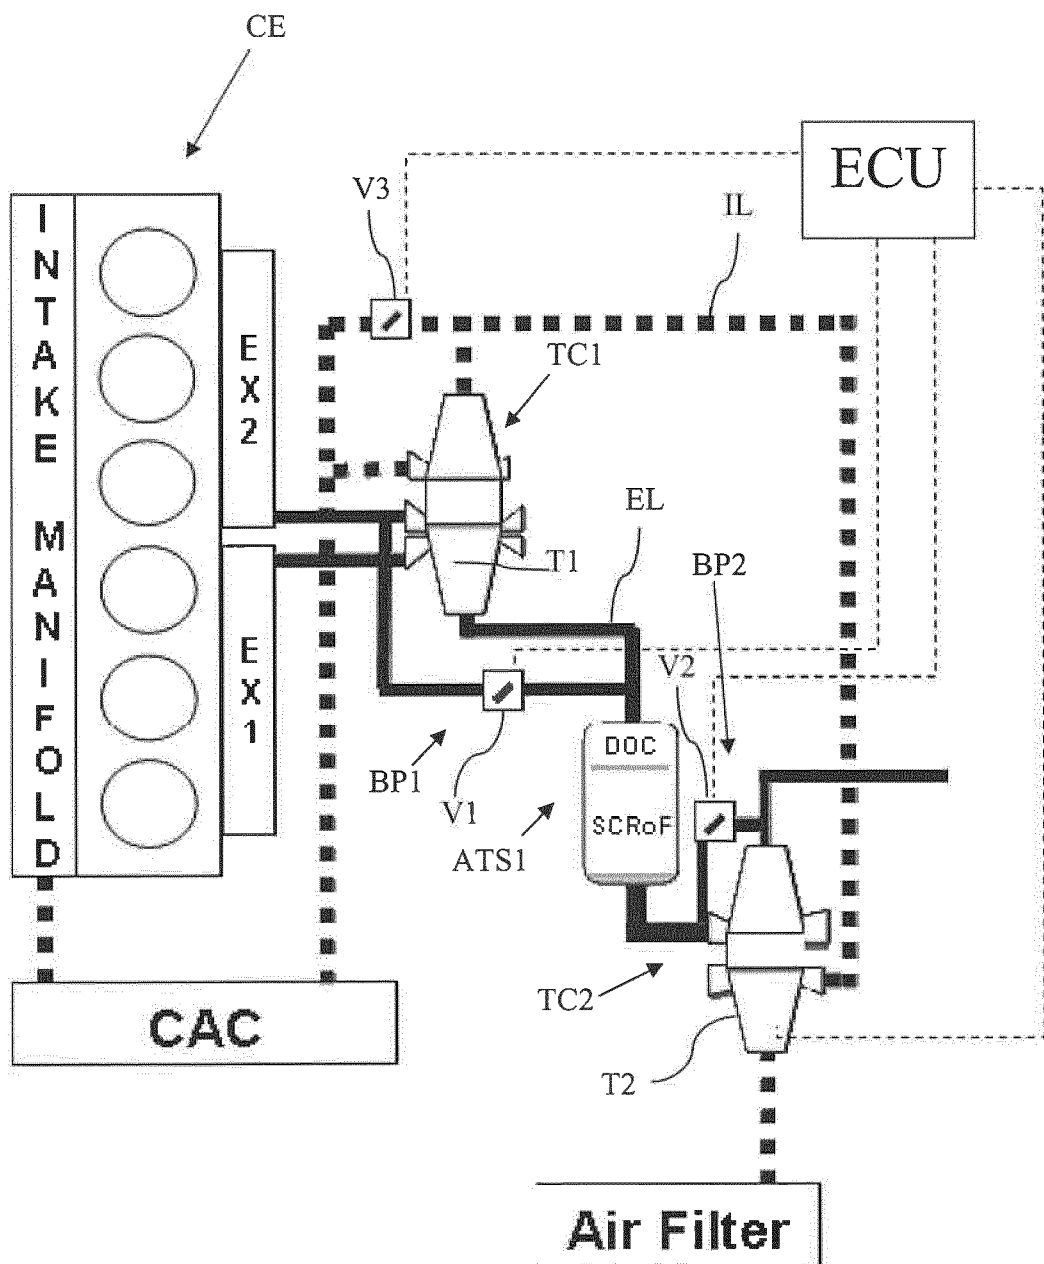 CE
ECU
V3
IL
INTAKE MANIFOLD
EX2
TC1
EL
T1
BP2
EX1
V2
DOC
BP1
V1
SCRoF
ATS1
TC2
CAC
T2
Air Filter